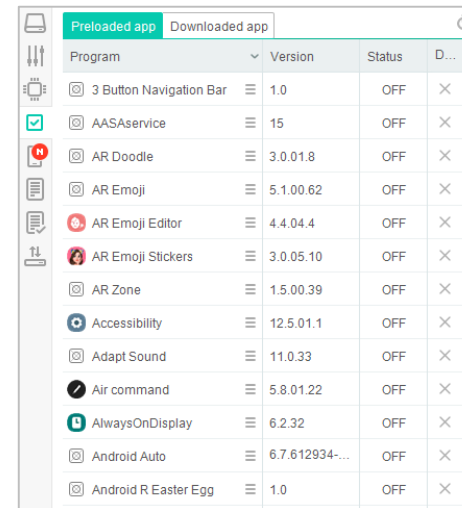 Preloaded app Downloaded app
Program Version Status D...
3 Button Navigation Bar 1.0 OFF
AASAservice 15 OFF
AR Doodle 3.0.01.8 OFF
AR Emoji 5.1.00.62 OFF
AR Emoji Editor 4.4.04.4 OFF
AR Emoji Stickers 3.0.05.10 OFF
AR Zone 1.5.00.39 OFF
Accessibility 12.5.01.1 OFF
Adapt Sound 11.0.33 OFF
Air command 5.8.01.22 OFF
AlwaysOnDisplay 6.2.32 OFF
Android Auto 6.7.612934-... OFF
Android R Easter Egg 1.0 OFF
N